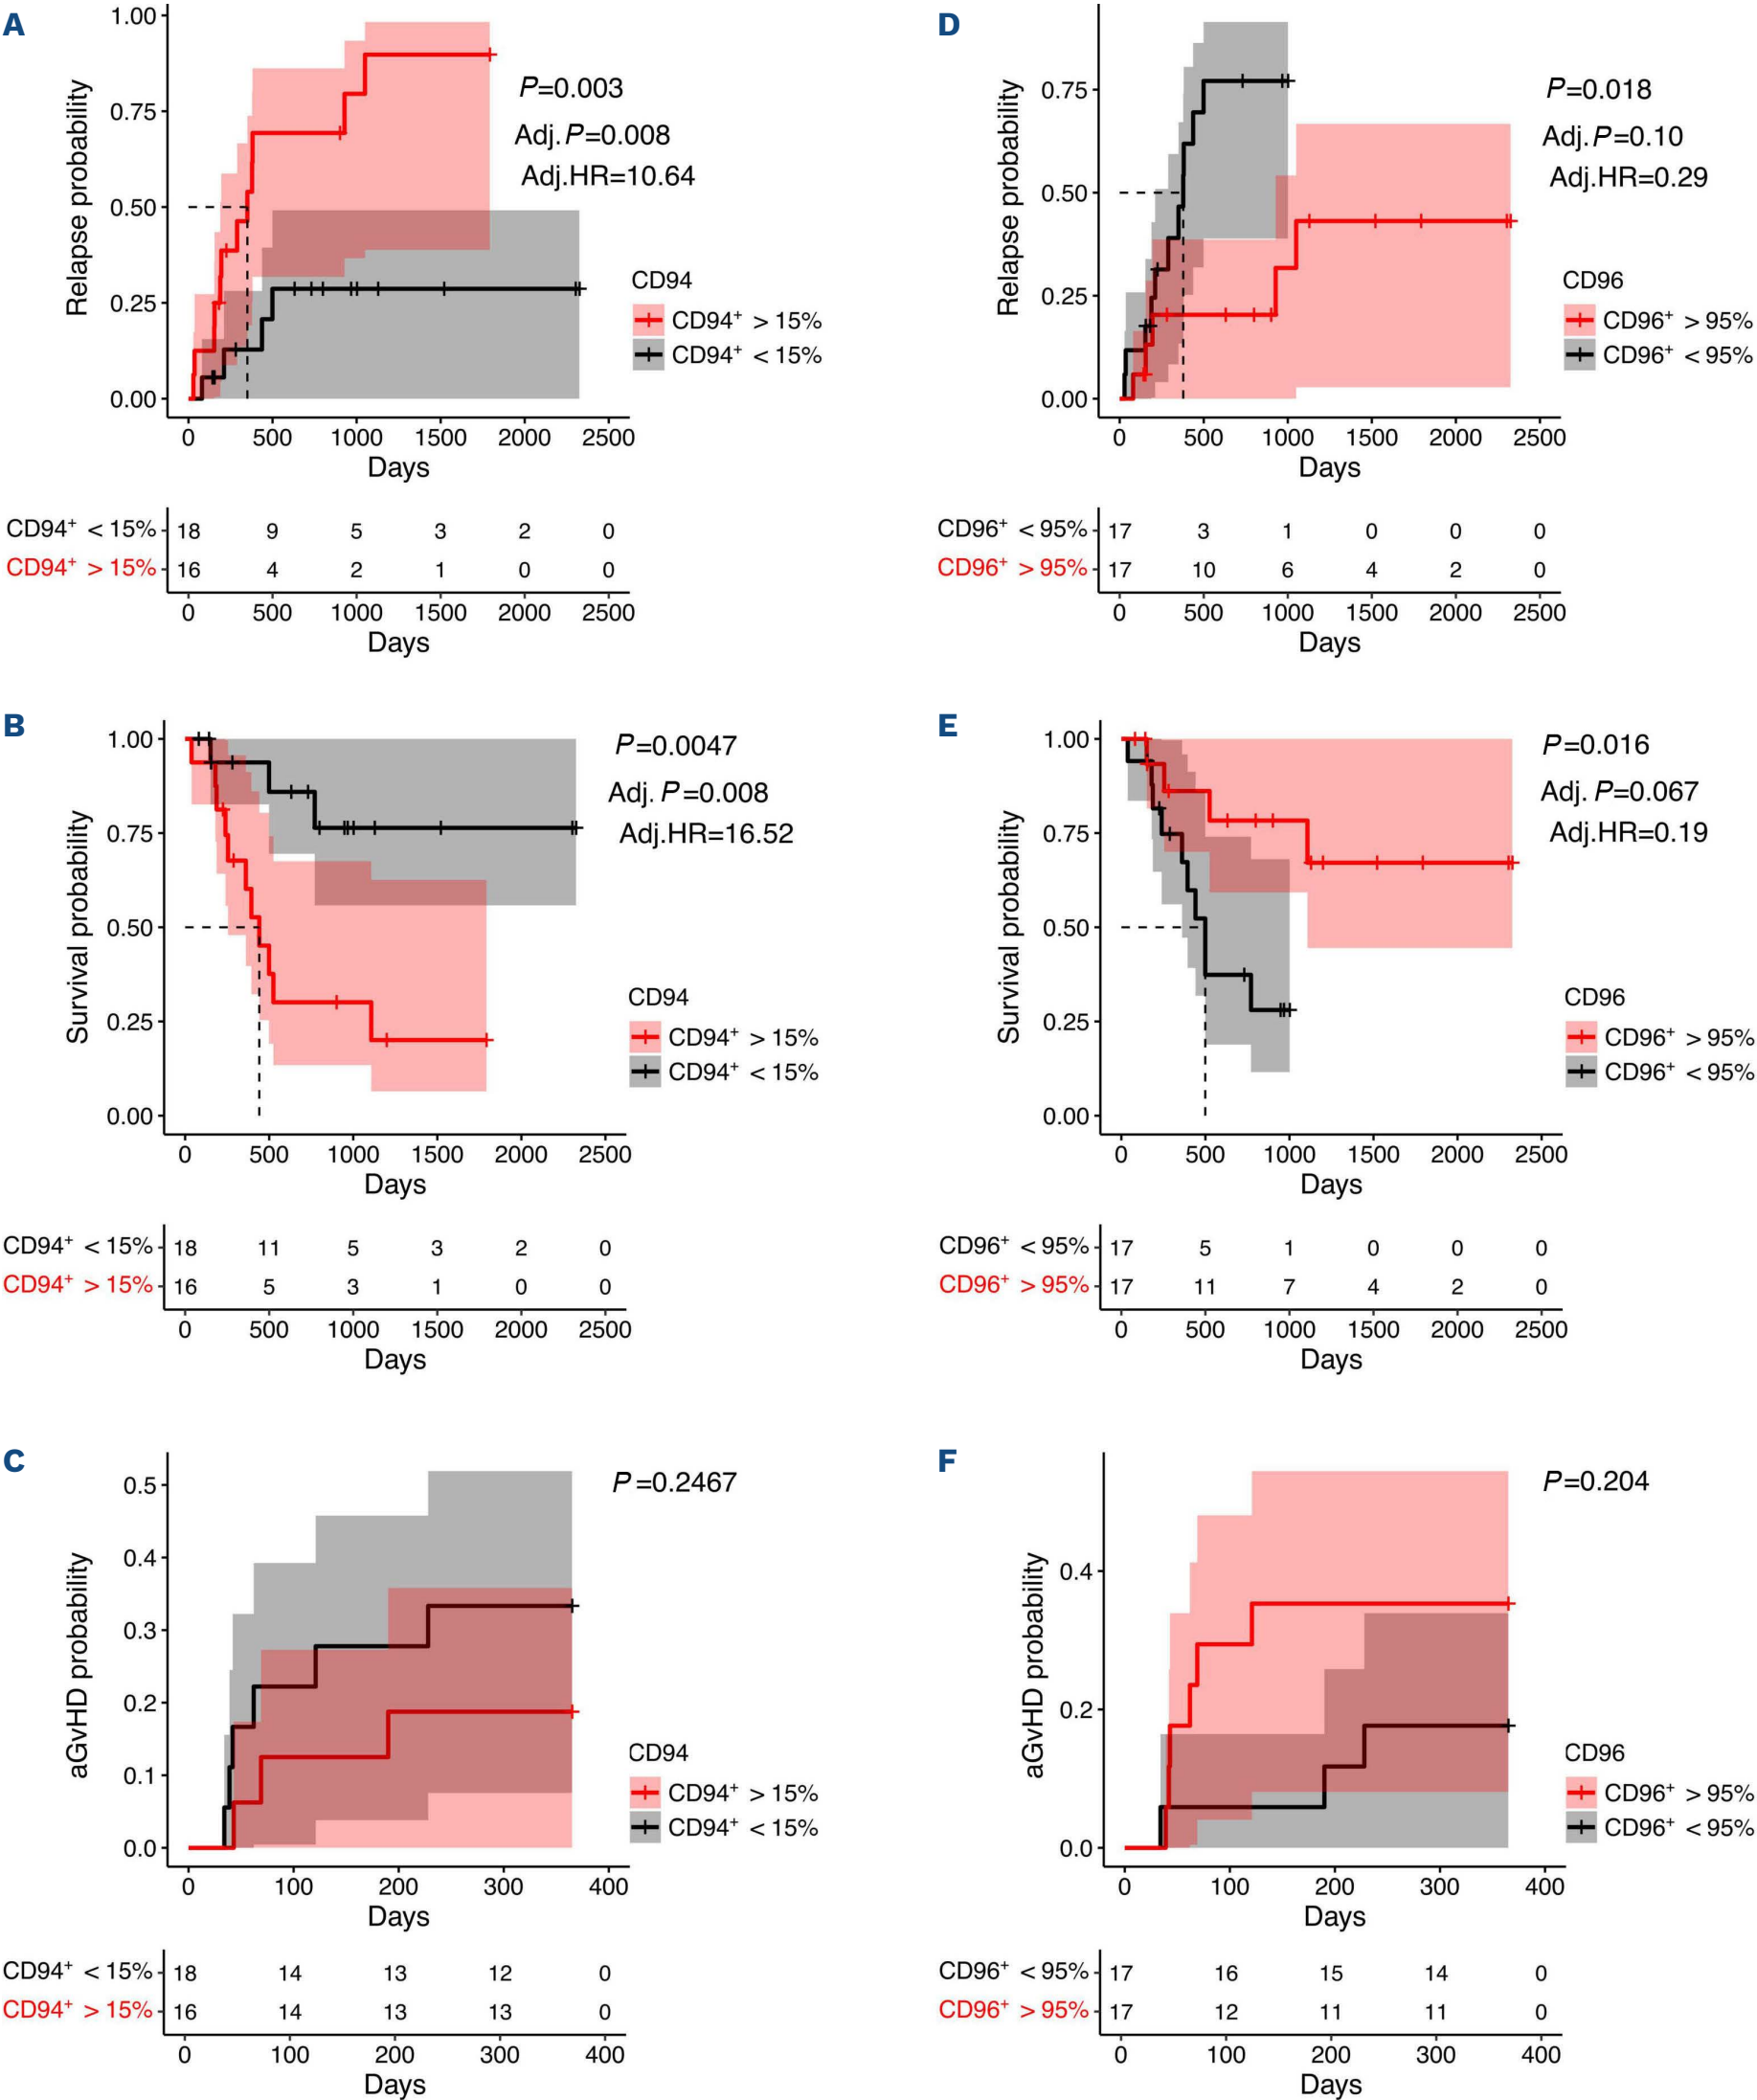 A
Relapse probability
1.00
0.75
0.50
0.25
0.00
P=0.003
Adj.P=0.008
Adj.HR=10.64
CD94
CD94+ > 15%
CD94+ < 15%
0 500 1000 1500 2000 2500
Days
CD94+ < 15% 18 9 5 3 2 0
CD94+ > 15% 16 4 2 1 0 0
0 500 1000 1500 2000 2500
Days
D
Relapse probability
0.75
0.50
0.25
0.00
P=0.018
Adj.P=0.10
Adj.HR=0.29
CD96
CD96+ > 95%
CD96+ < 95%
0 500 1000 1500 2000 2500
Days
CD96+ < 95% 17 3 1 0 0 0
CD96+ > 95% 17 10 6 4 2 0
0 500 1000 1500 2000 2500
Days
B
Survival probability
1.00
0.75
0.50
0.25
0.00
P=0.0047
Adj. P=0.008
Adj.HR=16.52
CD94
CD94+ > 15%
CD94+ < 15%
0 500 1000 1500 2000 2500
Days
CD94+ < 15% 18 11 5 3 2 0
CD94+ > 15% 16 5 3 1 0 0
0 500 1000 1500 2000 2500
Days
E
Survival probability
1.00
0.75
0.50
0.25
0.00
P=0.016
Adj. P=0.067
Adj.HR=0.19
CD96
CD96+ > 95%
CD96+ < 95%
0 500 1000 1500 2000 2500
Days
CD96+ < 95% 17 5 1 0 0 0
CD96+ > 95% 17 11 7 4 2 0
0 500 1000 1500 2000 2500
Days
C
aGvHD probability
0.5
0.4
0.3
0.2
0.1
0.0
P=0.2467
CD94
CD94+ > 15%
CD94+ < 15%
0 100 200 300 400
Days
CD94+ < 15% 18 14 13 12 0
CD94+ > 15% 16 14 13 13 0
0 100 200 300 400
Days
F
aGvHD probability
0.4
0.2
0.0
P=0.204
CD96
CD96+ > 95%
CD96+ < 95%
0 100 200 300 400
Days
CD96+ < 95% 17 16 15 14 0
CD96+ > 95% 17 12 11 11 0
0 100 200 300 400
Days